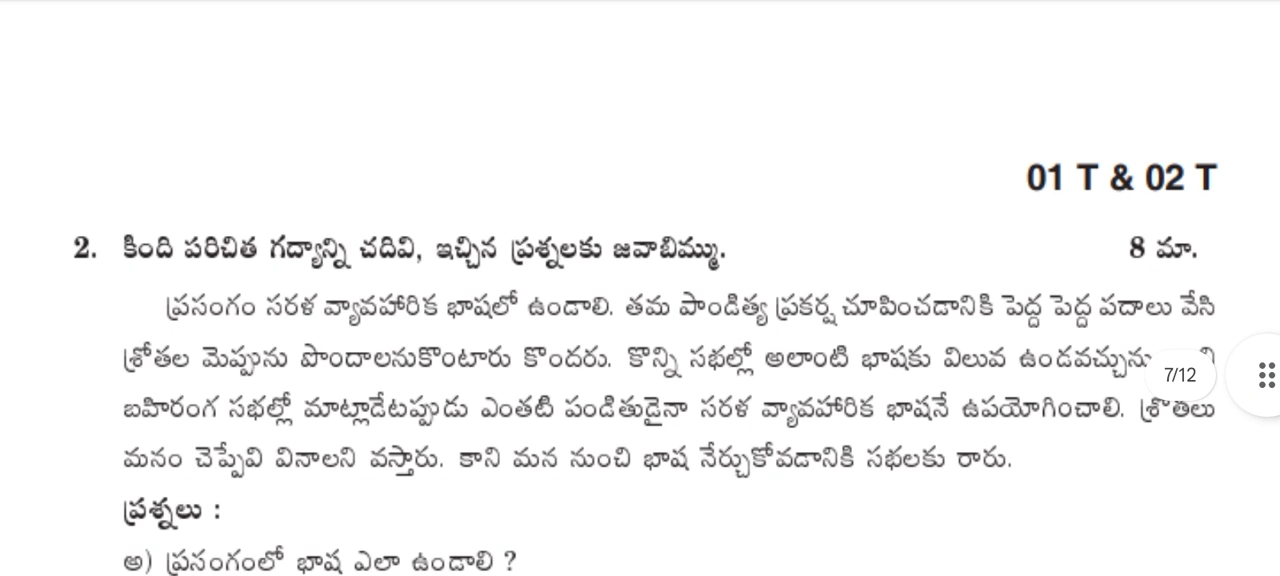 01 T & 02 T
2. కింది పరిచిత గద్యాన్ని చదివి, ఇచ్చిన ప్రశ్నలకు జవాబిమ్ము. 8 మా.
ప్రసంగం సరళ వ్యావహారిక భాషలో ఉండాలి. తమ పాండిత్య ప్రకర్ష చూపించడానికి పెద్ద పెద్ద పదాలు వేసి
శ్రోతల మెప్పును పొందాలనుకొంటారు కొందరు. కొన్ని సభల్లో అలాంటి భాషకు విలువ ఉండవచ్చును
7/12
బహిరంగ సభల్లో మాట్లాడేటప్పుడు ఎంతటి పండితుడైనా సరళ వ్యావహారిక భాషనే ఉపయోగించాలి. శ్రోతలు
మనం చెప్పేవి వినాలని వస్తారు. కాని మన నుంచి భాష నేర్చుకోవడానికి సభలకు రారు.
ప్రశ్నలు :
అ) ప్రసంగంలో భాష ఎలా ఉండాలి ?